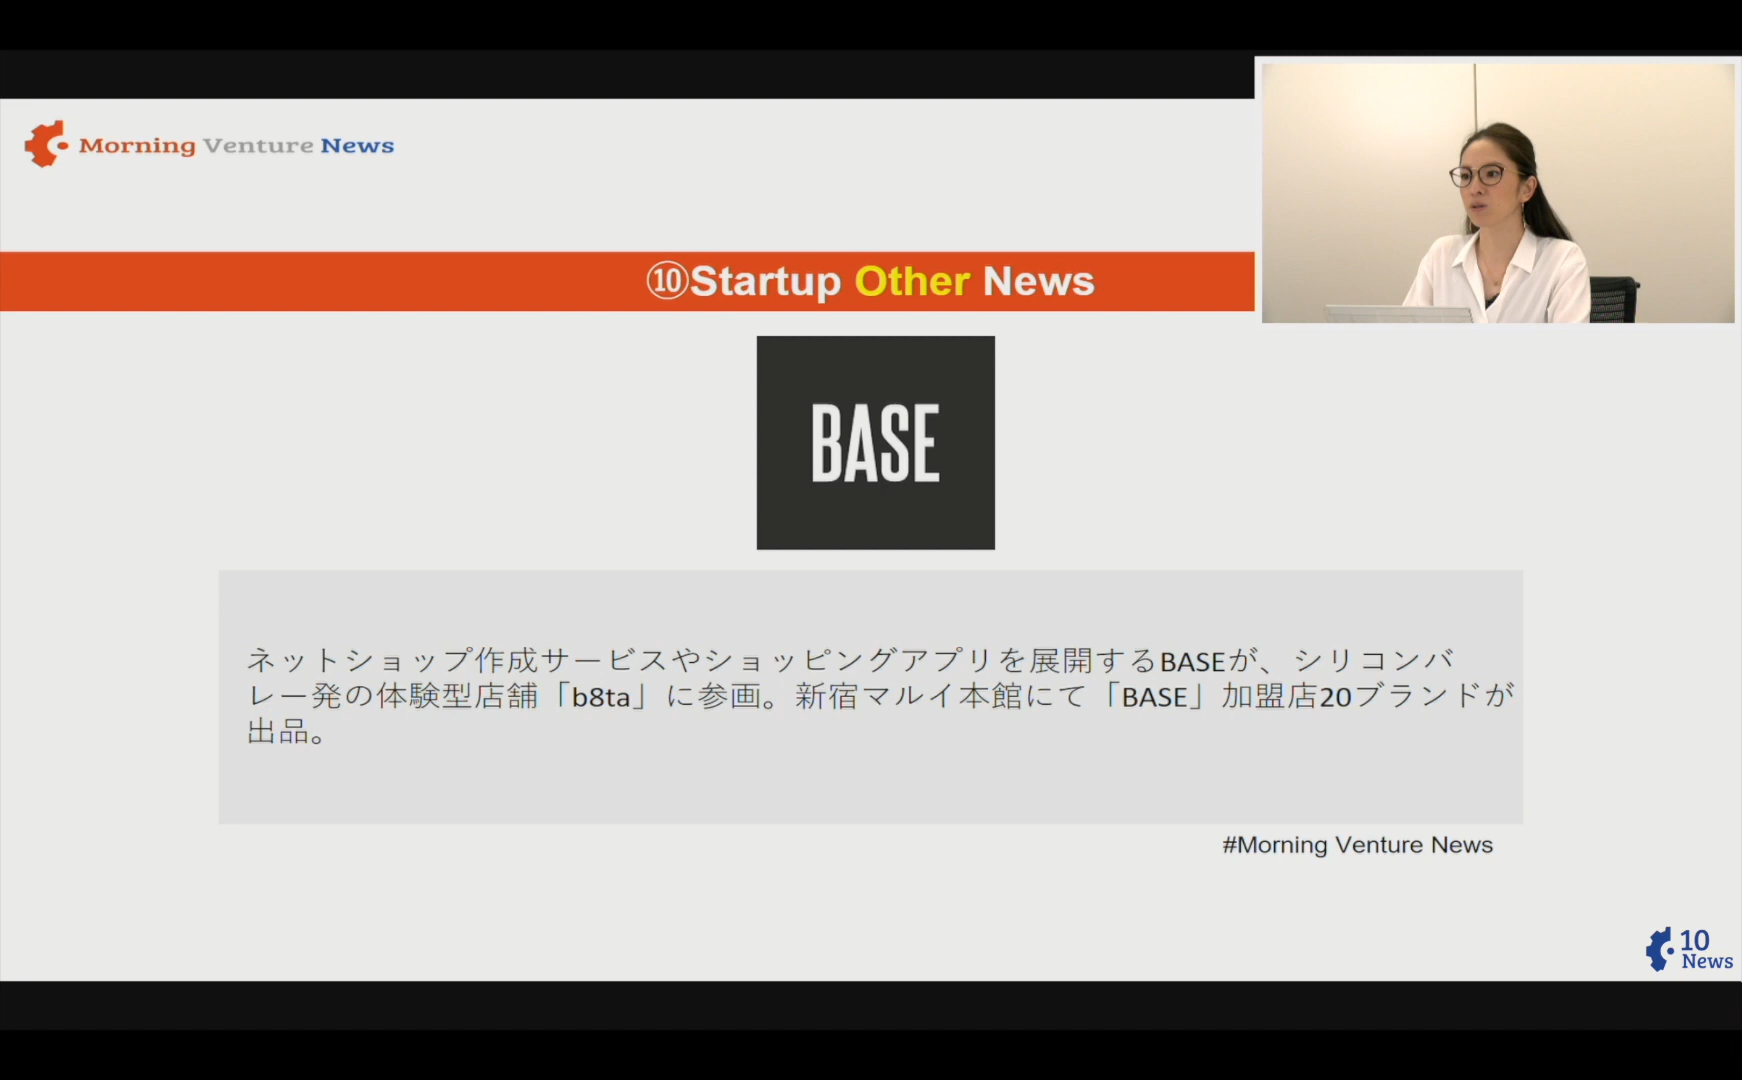 Morning Venture News
⑩Startup Other News
BASE
ネットショップ作成サービスやショッピングアプリを展開するBASEが、シリコンバ
レー発の体験型店舗「b8ta」に参画。新宿マルイ本館にて「BASE」加盟店20ブランドが
出品。
#Morning Venture News
10
News